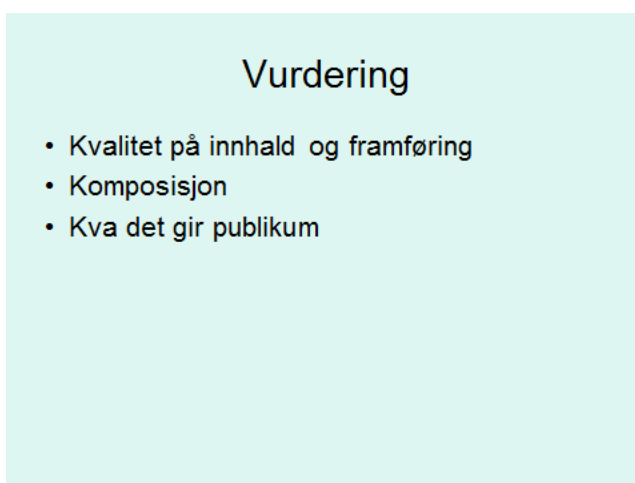 Vurdering
• Kvalitet på innhald og framføring
• Komposisjon
• Kva det gir publikum